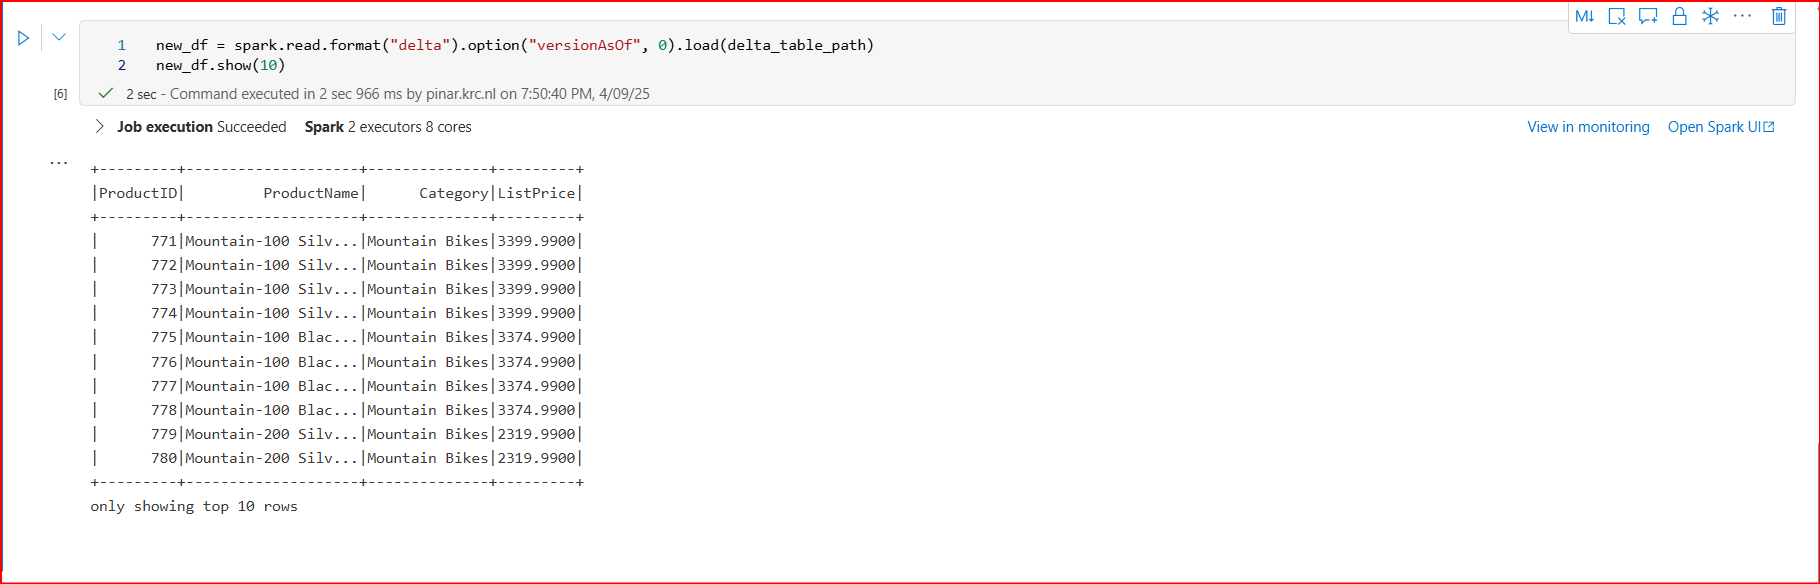 M↓ ...
1 new_df = spark.read.format("delta").option("versionAsOf", 0).load(delta_table_path)
2 new_df.show(10)
[6] 2 sec - Command executed in 2 sec 966 ms by pinar.krc.nl on 7:50:40 PM, 4/09/25
Job execution Succeeded Spark 2 executors 8 cores View in monitoring Open Spark UI
...
+---------+--------------------+--------------+---------+
|ProductID|         ProductName|      Category|ListPrice|
+---------+--------------------+--------------+---------+
|      771|Mountain-100 Silv...|Mountain Bikes|3399.9900|
|      772|Mountain-100 Silv...|Mountain Bikes|3399.9900|
|      773|Mountain-100 Silv...|Mountain Bikes|3399.9900|
|      774|Mountain-100 Silv...|Mountain Bikes|3399.9900|
|      775|Mountain-100 Blac...|Mountain Bikes|3374.9900|
|      776|Mountain-100 Blac...|Mountain Bikes|3374.9900|
|      777|Mountain-100 Blac...|Mountain Bikes|3374.9900|
|      778|Mountain-100 Blac...|Mountain Bikes|3374.9900|
|      779|Mountain-200 Silv...|Mountain Bikes|2319.9900|
|      780|Mountain-200 Silv...|Mountain Bikes|2319.9900|
+---------+--------------------+--------------+---------+
only showing top 10 rows